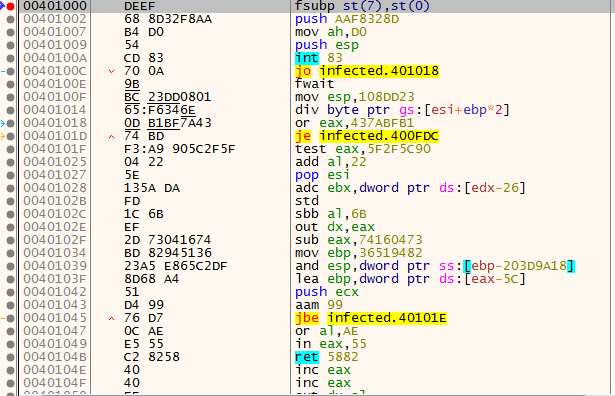 00401000 DEEF fsubp st(7),st(0)
00401002 68 8D32F8AA push AAF8328D
00401007 B4 D0 mov ah,D0
00401009 54 push esp
0040100A CD 83 int 83
0040100C 70 0A jo infected.401018
0040100E 9B fwait
0040100F BC 23DD0801 mov esp,108DD23
00401014 65:F6346E div byte ptr gs:[esi+ebp*2]
00401018 0D B1BF7A43 or eax,437ABFB1
0040101D 74 BD je infected.400FDC
0040101F F3:A9 905C2F5F test eax,5F2F5C90
00401025 04 22 add al,22
00401027 5E pop esi
00401028 135A DA adc ebx,dword ptr ds:[edx-26]
0040102B FD std
0040102C 1C 6B sbb al,6B
0040102E EF out dx,eax
0040102F 2D 73041674 sub eax,74160473
00401034 BD 82945136 mov ebp,36519482
00401039 23A5 E865C2DF and esp,dword ptr ss:[ebp-203D9A18]
0040103F 8D68 A4 lea ebp,dword ptr ds:[eax-5C]
00401042 51 push ecx
00401043 D4 99 aam 99
00401045 76 D7 jbe infected.40101E
00401047 0C AE or al,AE
00401049 E5 55 in eax,55
0040104B C2 8258 ret 5882
0040104E 40 inc eax
0040104F 40 inc eax